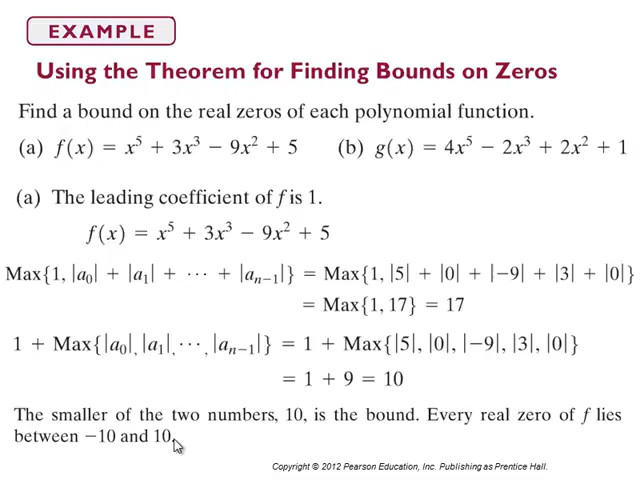 EXAMPLE
Using the Theorem for Finding Bounds on Zeros
Find a bound on the real zeros of each polynomial function.
(a) f(x) = x⁵ + 3x³ − 9x² + 5 (b) g(x) = 4x⁵ − 2x³ + 2x² + 1
(a) The leading coefficient of f is 1.
f(x) = x⁵ + 3x³ − 9x² + 5
Max{1, |a₀| + |a₁| + ⋯ + |aₙ₋₁|} = Max{1, |5| + |0| + |−9| + |3| + |0|}
= Max{1, 17} = 17
1 + Max{|a₀|, |a₁|, ⋯, |aₙ₋₁|} = 1 + Max{|5|, |0|, |−9|, |3|, |0|}
= 1 + 9 = 10
The smaller of the two numbers, 10, is the bound. Every real zero of f lies
between −10 and 10.
Copyright © 2012 Pearson Education, Inc. Publishing as Prentice Hall.